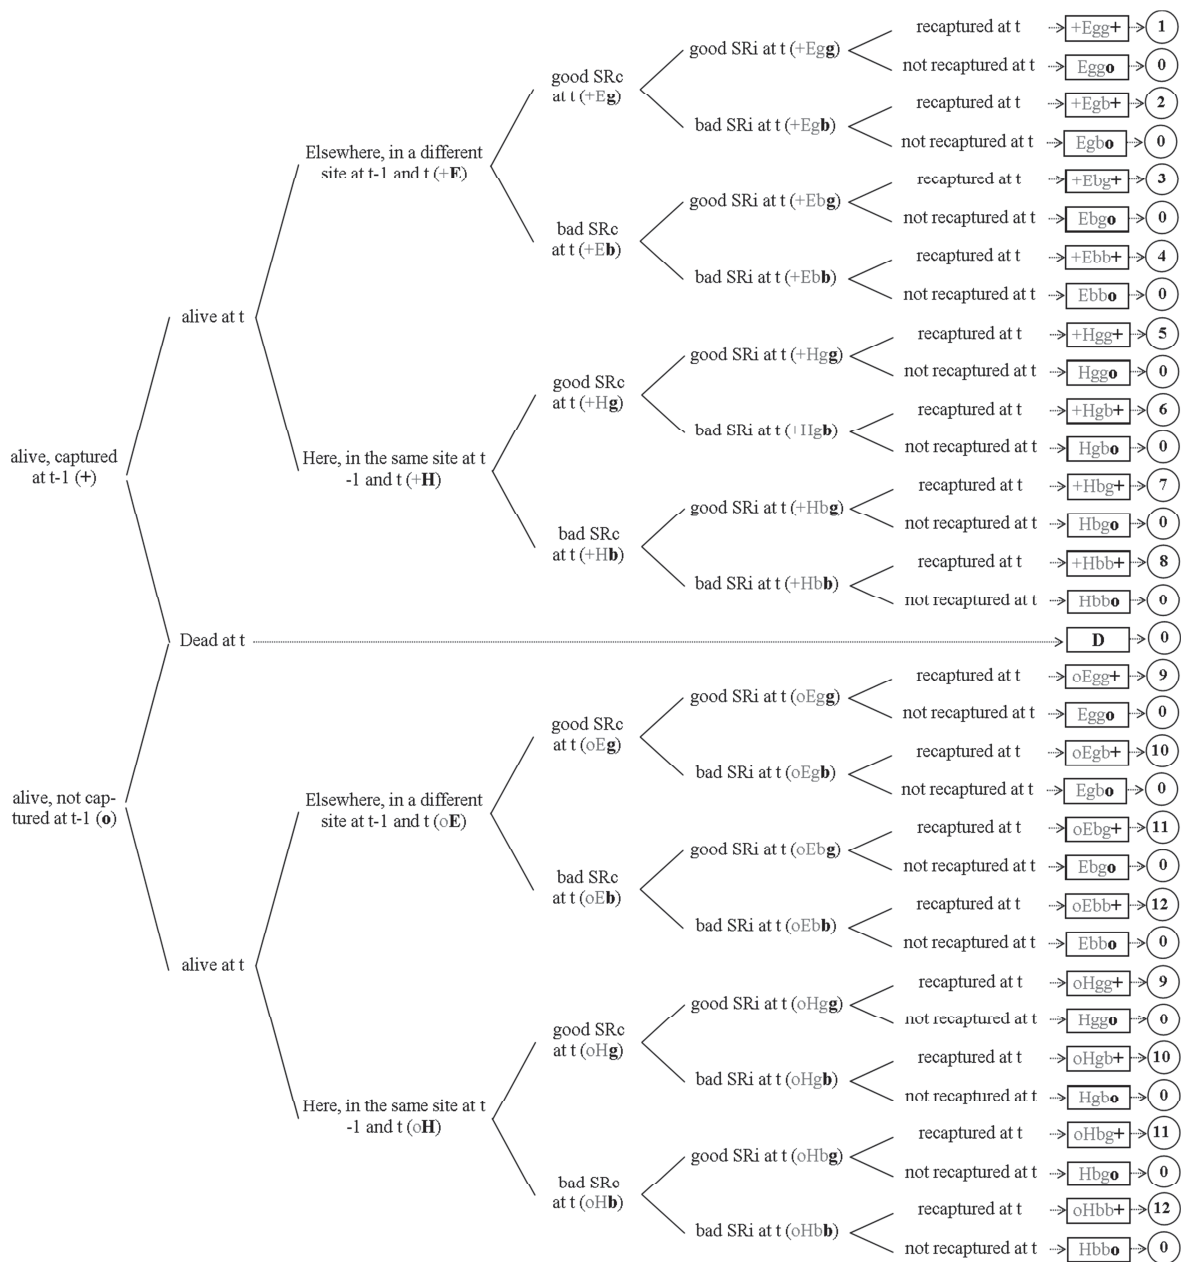 recaptured at t
+Egg+
1
good SRi at t (+Egg)
not recaptured at t
Eggo
0
good SRc
at t (+Eg)
recaptured at t
+Egb+
2
bad SRi at t (+Egb)
not recaptured at t
Egbo
0
Elsewhere, in a different
site at t-1 and t (+E)
recaptured at t
+Ebg+
3
good SRi at t (+Ebg)
not recaptured at t
Ebgo
0
bad SRc
at t (+Eb)
recaptured at t
+Ebb+
4
bad SRi at t (+Ebb)
not recaptured at t
Ebbo
0
alive at t
recaptured at t
+Hgg+
5
good SRi at t (+Hgg)
not recaptured at t
Hggo
0
good SRc
at t (+Hg)
recaptured at t
+Hgb+
6
bad SRi at t (+Hgb)
not recaptured at t
Hgbo
0
alive, captured
at t-1 (+)
Here, in the same site at t
-1 and t (+H)
recaptured at t
+Hbg+
7
good SRi at t (+Hbg)
not recaptured at t
Hbgo
0
bad SRc
at t (+Hb)
recaptured at t
+Hbb+
8
bad SRi at t (+Hbb)
not recaptured at t
Hbbo
0
Dead at t
D
0
recaptured at t
oEgg+
9
good SRi at t (oEgg)
not recaptured at t
Eggo
0
good SRc
at t (oEg)
recaptured at t
oEgb+
10
bad SRi at t (oEgb)
not recaptured at t
Egbo
0
alive, not cap-
tured at t-1 (o)
Elsewhere, in a different
site at t-1 and t (oE)
recaptured at t
oEbg+
11
good SRi at t (oEbg)
not recaptured at t
Ebgo
0
bad SRc
at t (oEb)
recaptured at t
oEbb+
12
bad SRi at t (oEbb)
not recaptured at t
Ebbo
0
alive at t
recaptured at t
oHgg+
9
good SRi at t (oHgg)
not recaptured at t
Hggo
0
good SRc
at t (oHg)
recaptured at t
oHgb+
10
bad SRi at t (oHgb)
not recaptured at t
Hgbo
0
Here, in the same site at t
-1 and t (oH)
recaptured at t
oHbg+
11
good SRi at t (oHbg)
not recaptured at t
Hbgo
0
bad SRc
at t (oHb)
recaptured at t
oHbb+
12
bad SRi at t (oHbb)
not recaptured at t
Hbbo
0